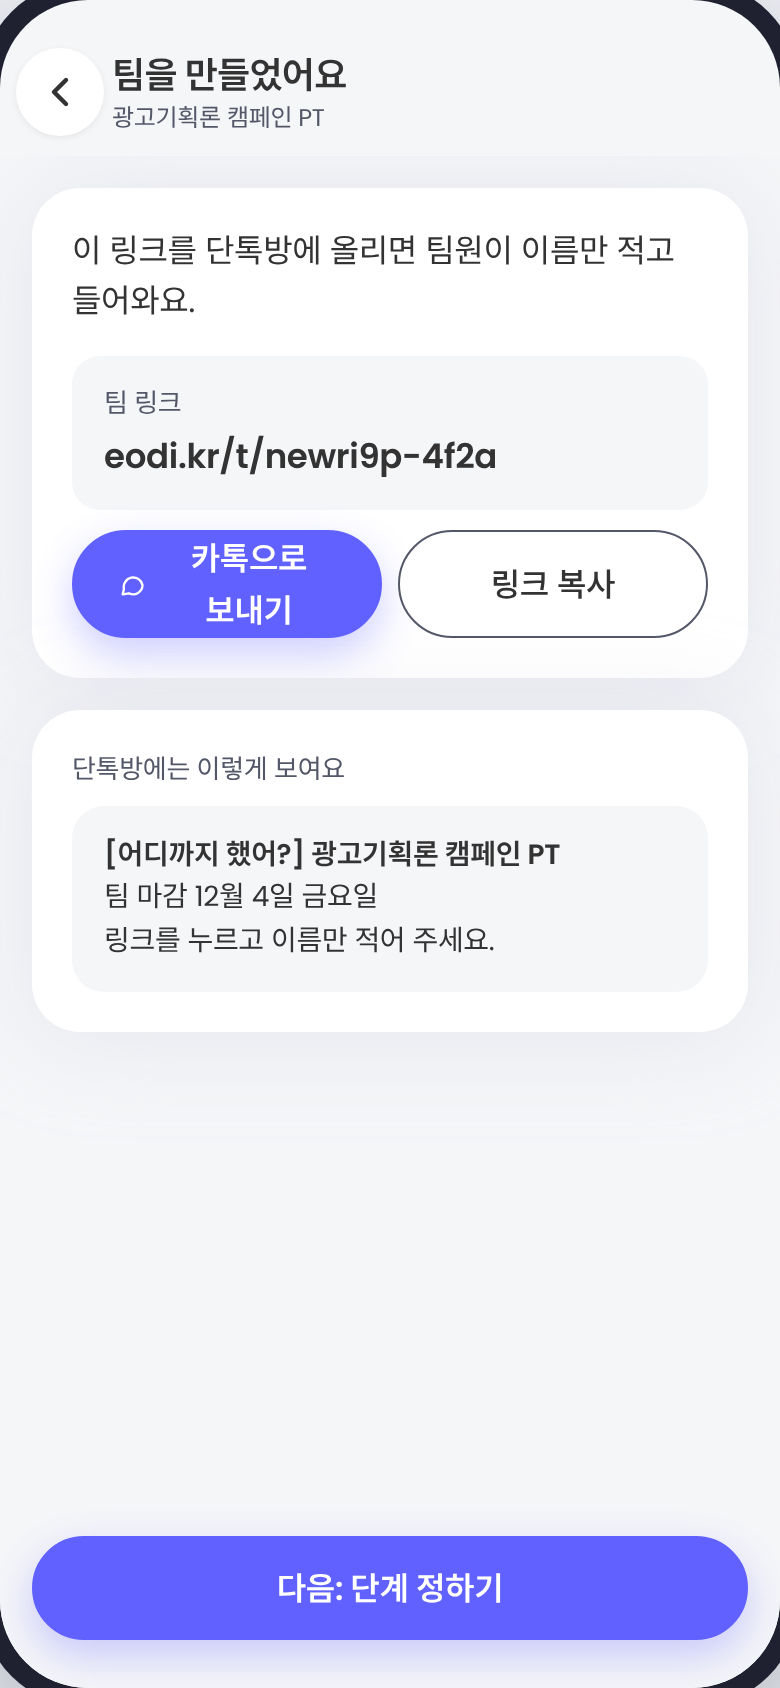 팀을 만들었어요
광고기획론 캠페인 PT
이 링크를 단톡방에 올리면 팀원이 이름만 적고
들어와요.
팀 링크
eodi.kr/t/newri9p-4f2a
카톡으로
보내기
링크 복사
단톡방에는 이렇게 보여요
[어디까지 했어?] 광고기획론 캠페인 PT
팀 마감 12월 4일 금요일
링크를 누르고 이름만 적어 주세요.
다음: 단계 정하기